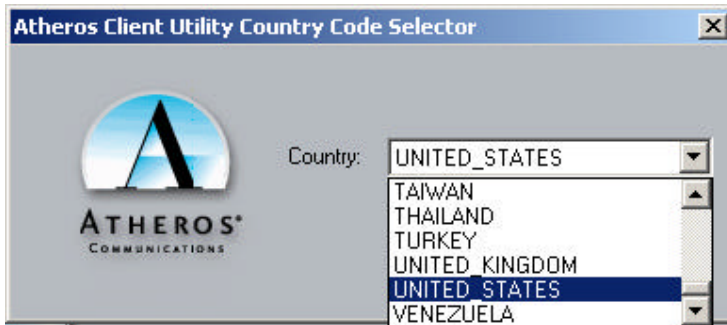 Atheros Client Utility Country Code Selector
Country:
UNITED_STATES
TAIWAN
THAILAND
TURKEY
UNITED_KINGDOM
UNITED_STATES
VENEZUELA
ATHEROS®
COMMUNICATIONS